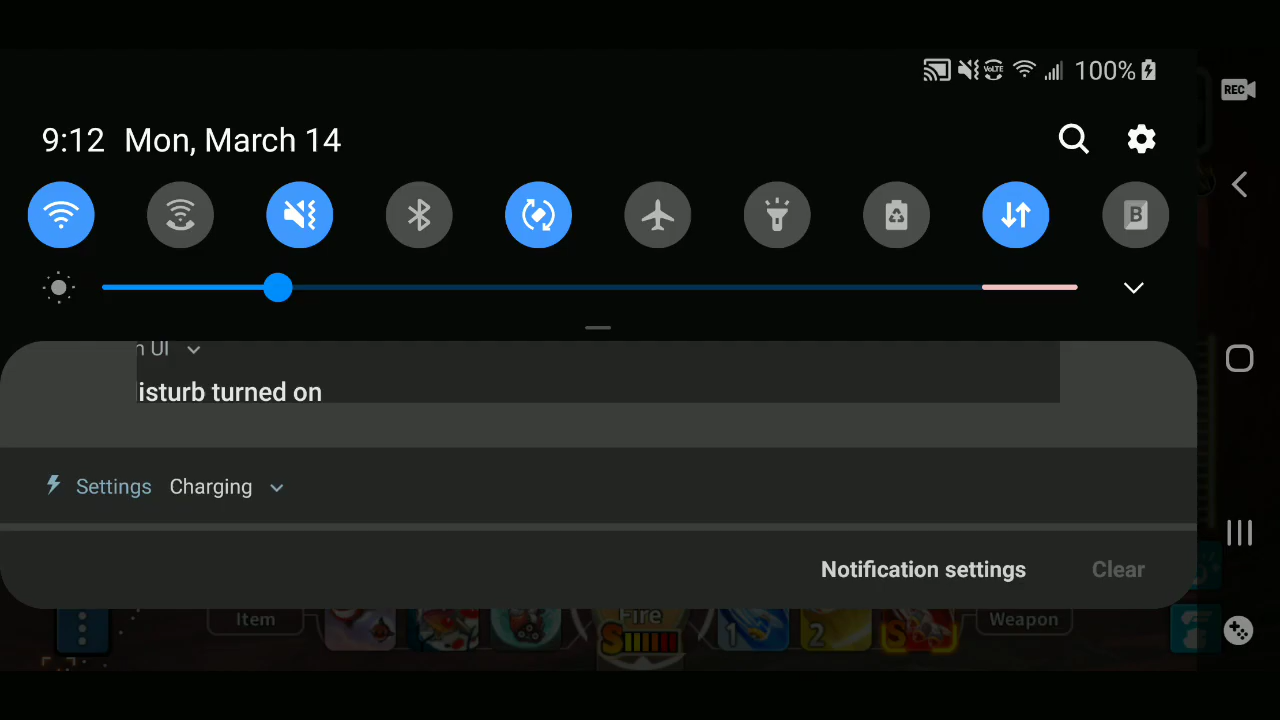 VoLTE 100%
REC
9:12 Mon, March 14
B
n UI
isturb turned on
Settings Charging
Notification settings Clear
Item Fire S 1 2 S Weapon